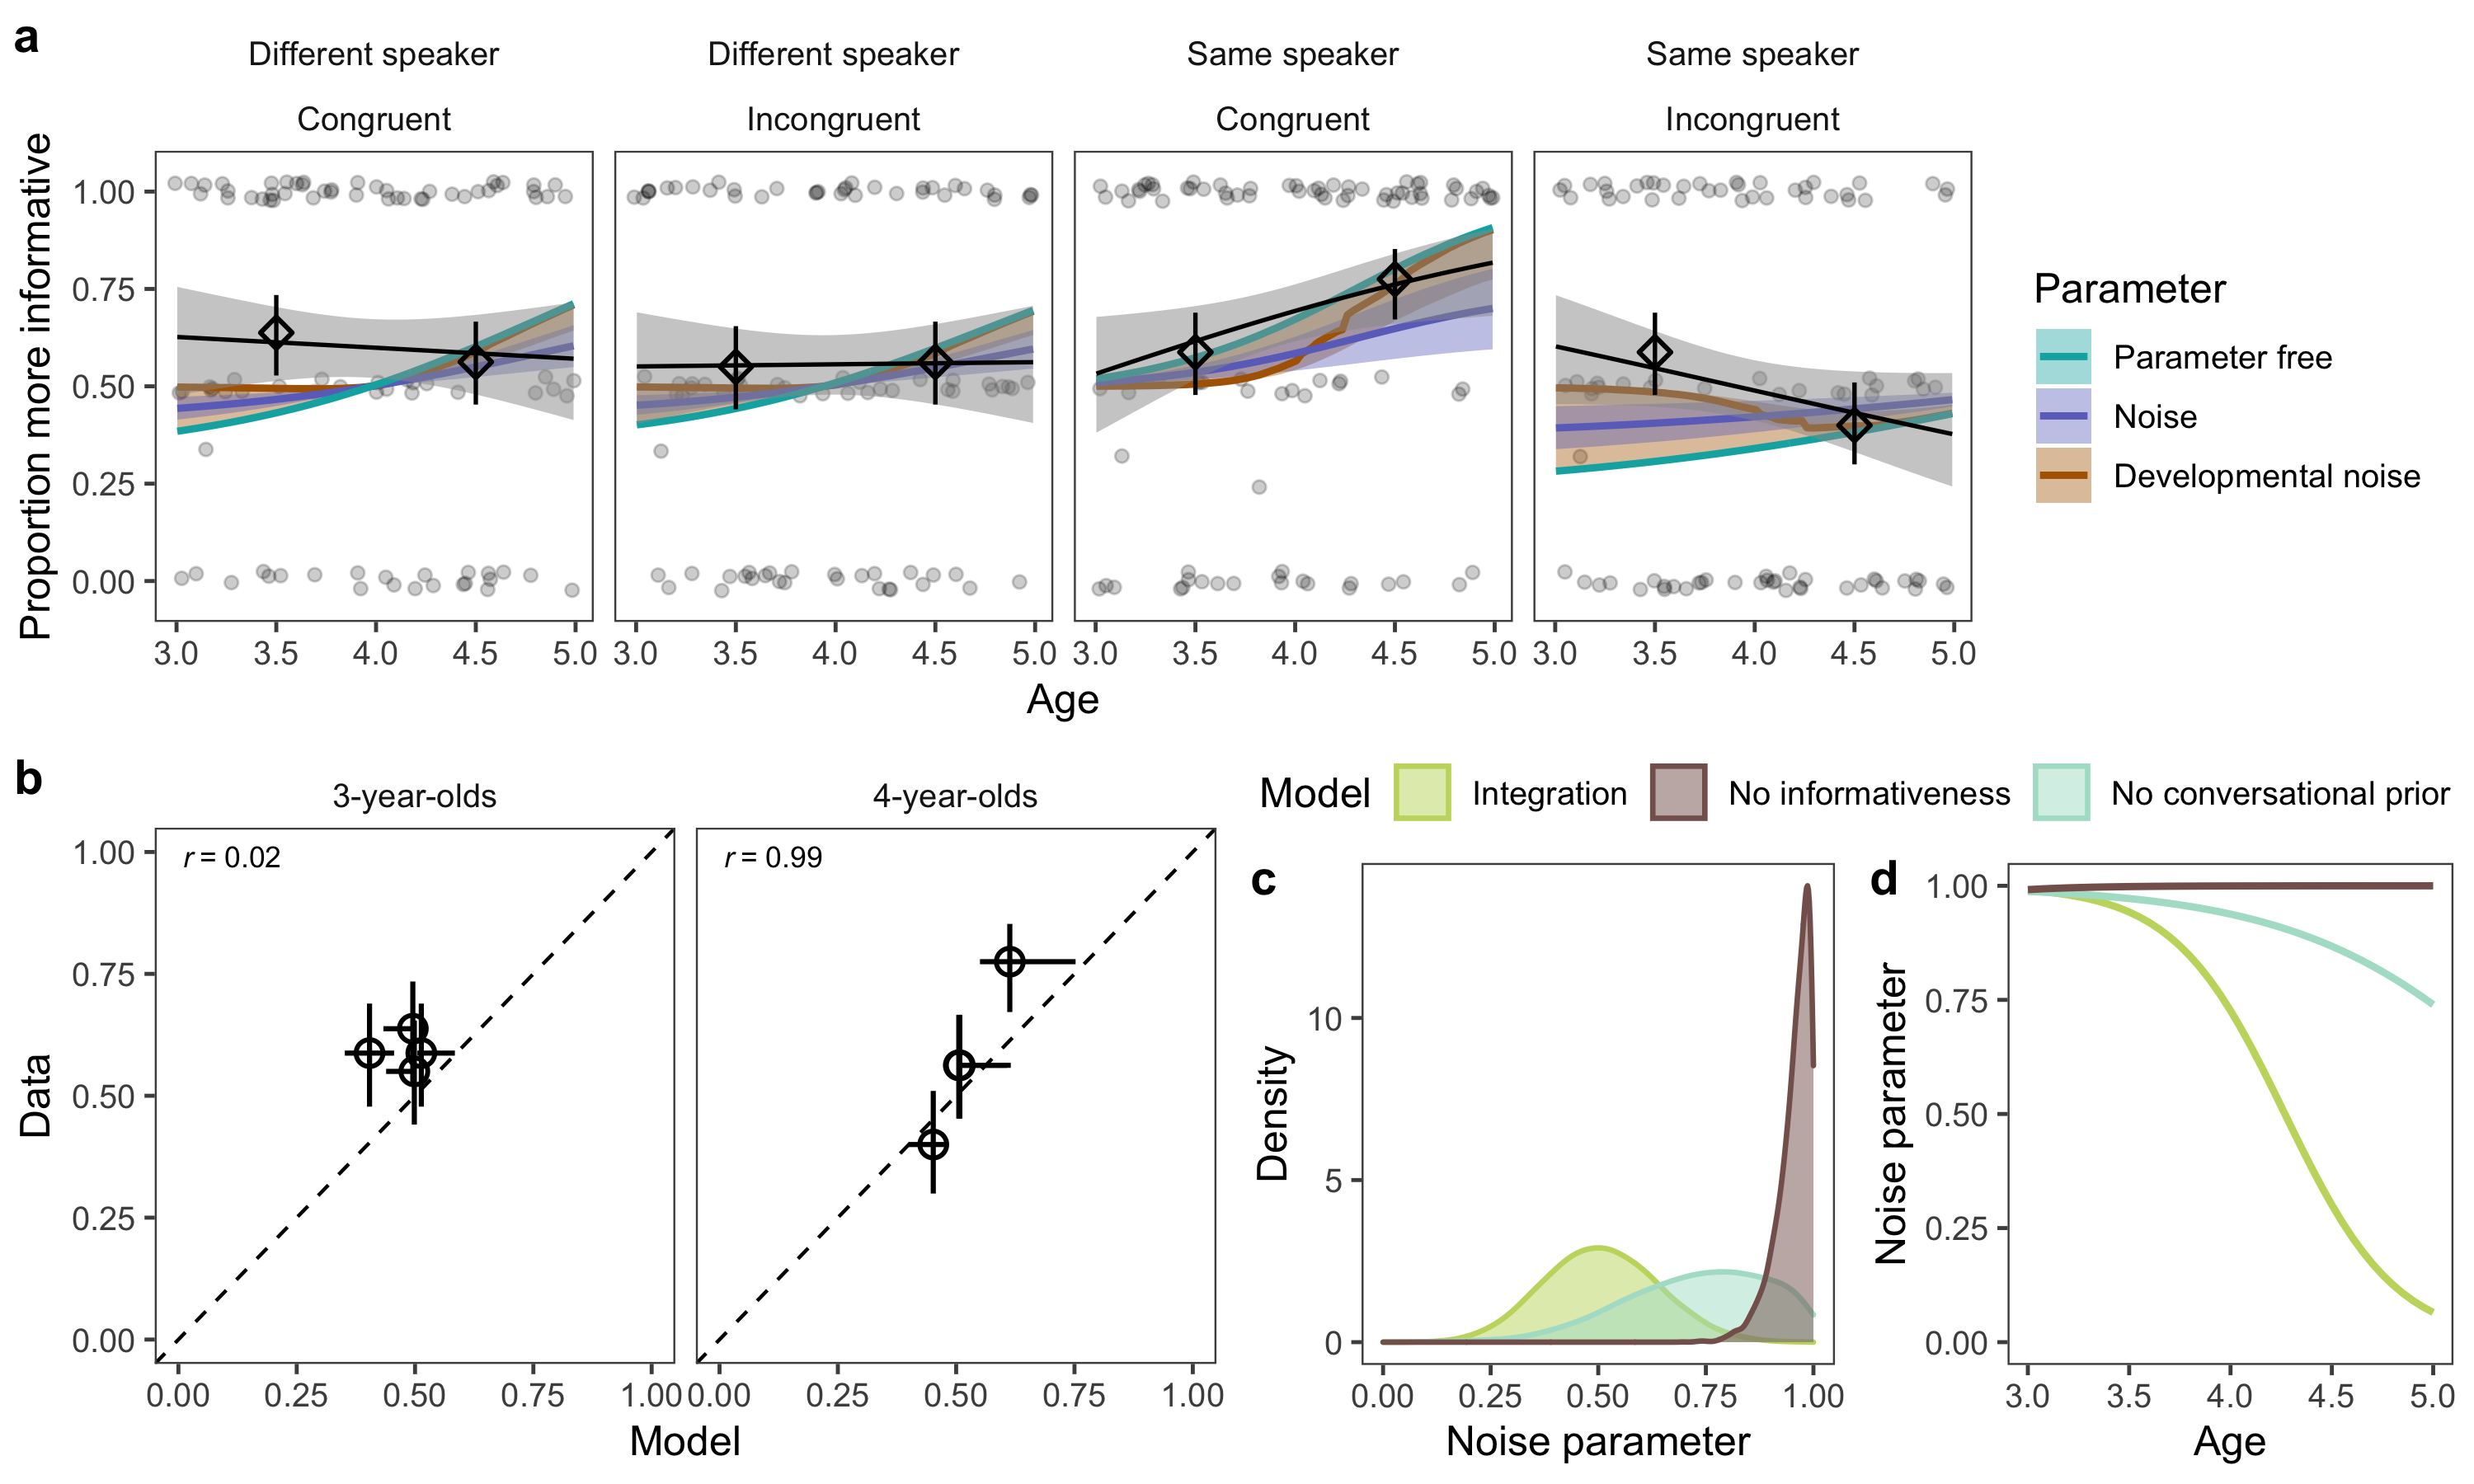 a
Different speaker
Congruent
Different speaker
Incongruent
Same speaker
Congruent
Same speaker
Incongruent
Proportion more informative
1.00
0.75
0.50
0.25
0.00
3.0 3.5 4.0 4.5 5.0
3.0 3.5 4.0 4.5 5.0
3.0 3.5 4.0 4.5 5.0
3.0 3.5 4.0 4.5 5.0
Age
Parameter
Parameter free
Noise
Developmental noise
b
3-year-olds
4-year-olds
r = 0.02
r = 0.99
Data
1.00
0.75
0.50
0.25
0.00
0.00 0.25 0.50 0.75 1.00
0.00 0.25 0.50 0.75 1.00
Model
Model Integration No informativeness No conversational prior
c
Density
10
5
0
0.00 0.25 0.50 0.75 1.00
Noise parameter
d
Noise parameter
1.00
0.75
0.50
0.25
0.00
3.0 3.5 4.0 4.5 5.0
Age